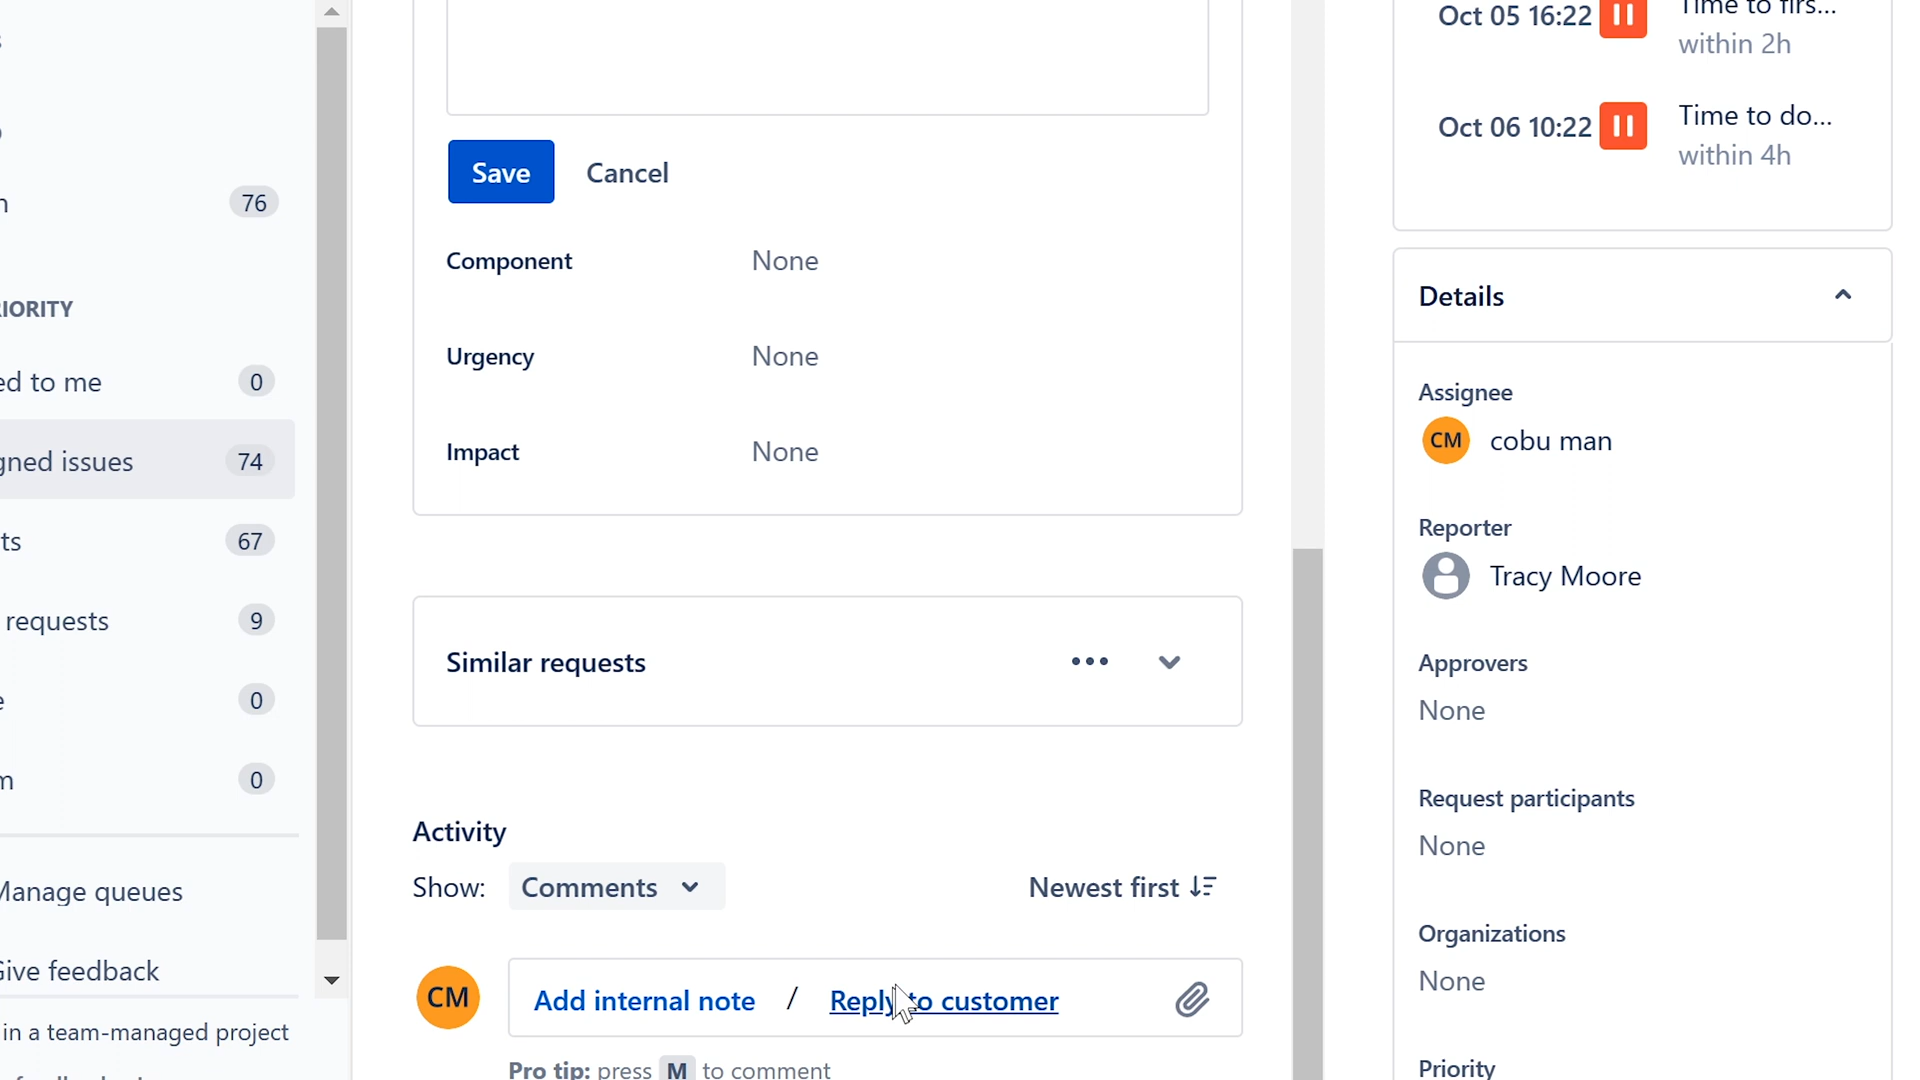 76
IORITY
ed to me 0
gned issues 74
ts 67
requests 9
e 0
m 0
Manage queues
Give feedback
in a team-managed project
Save Cancel
Component None
Urgency None
Impact None
Similar requests
Activity
Show: Comments Newest first
CM Add internal note / Reply to customer
Pro tip: press M to comment
Oct 05 16:22 Time to firs...
within 2h
Oct 06 10:22 Time to do...
within 4h
Details
Assignee
CM cobu man
Reporter
Tracy Moore
Approvers
None
Request participants
None
Organizations
None
Priority